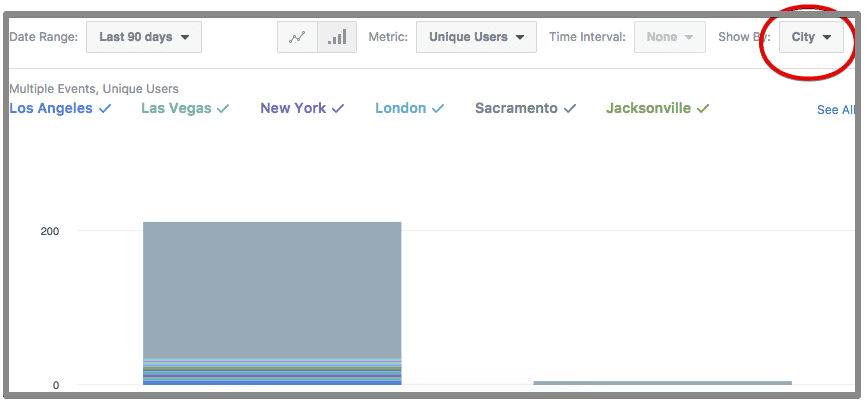 Date Range: Last 90 days Metric: Unique Users Time Interval: None Show By: City
Multiple Events, Unique Users
Los Angeles Las Vegas New York London Sacramento Jacksonville
See All
200
0